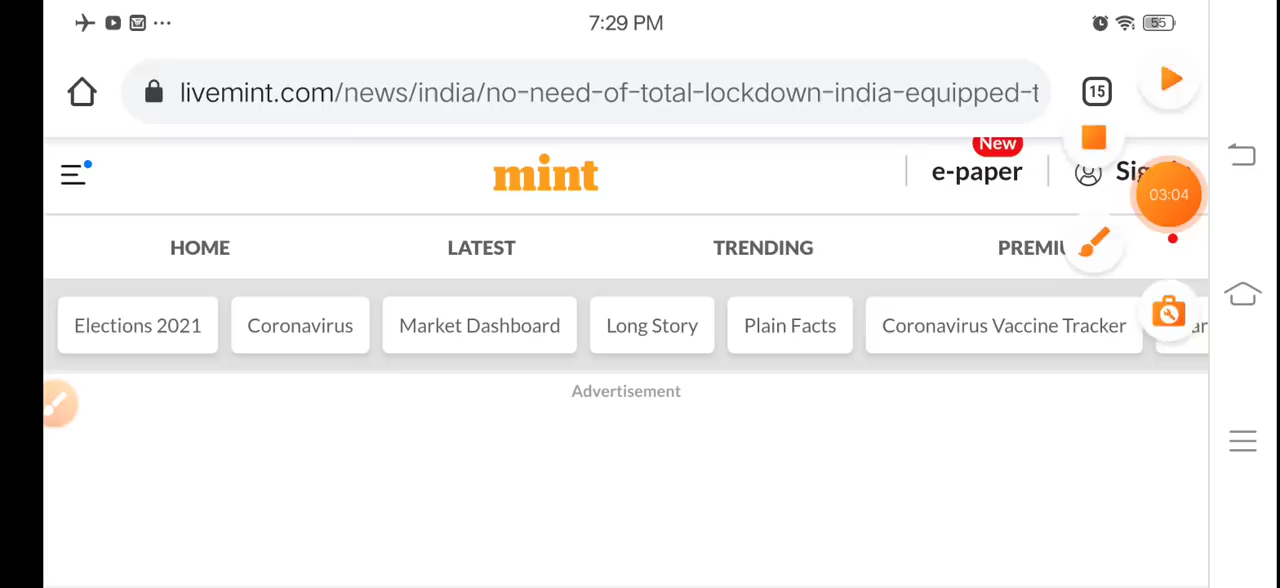 7:29 PM
55
livemint.com/news/india/no-need-of-total-lockdown-india-equipped-t
15
New
mint
e-paper
03:04
HOME LATEST TRENDING
Elections 2021 Coronavirus Market Dashboard Long Story Plain Facts Coronavirus Vaccine Tracker
Advertisement